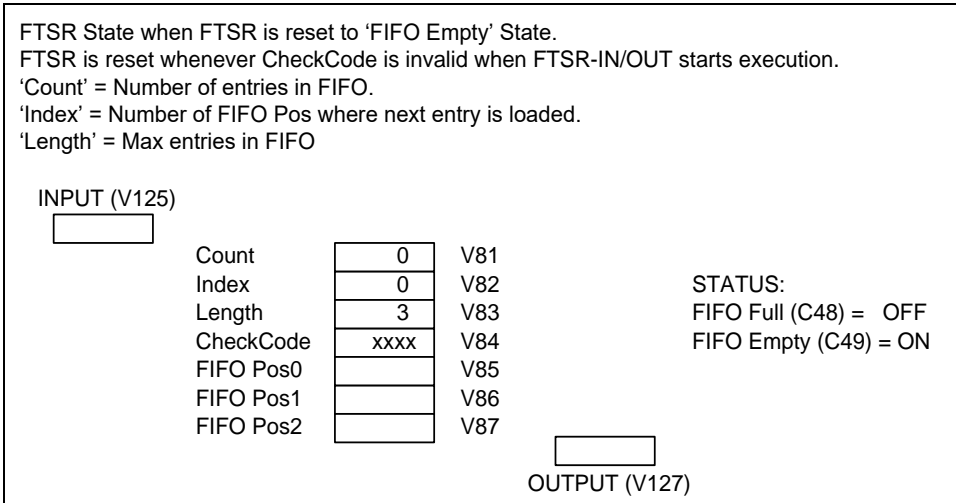 FTSR State when FTSR is reset to ‘FIFO Empty’ State.
FTSR is reset whenever CheckCode is invalid when FTSR-IN/OUT starts execution.
‘Count’ = Number of entries in FIFO.
‘Index’ = Number of FIFO Pos where next entry is loaded.
‘Length’ = Max entries in FIFO
INPUT (V125)
Count 0 V81
Index 0 V82 STATUS:
Length 3 V83 FIFO Full (C48) = OFF
CheckCode xxxx V84 FIFO Empty (C49) = ON
FIFO Pos0 V85
FIFO Pos1 V86
FIFO Pos2 V87
OUTPUT (V127)